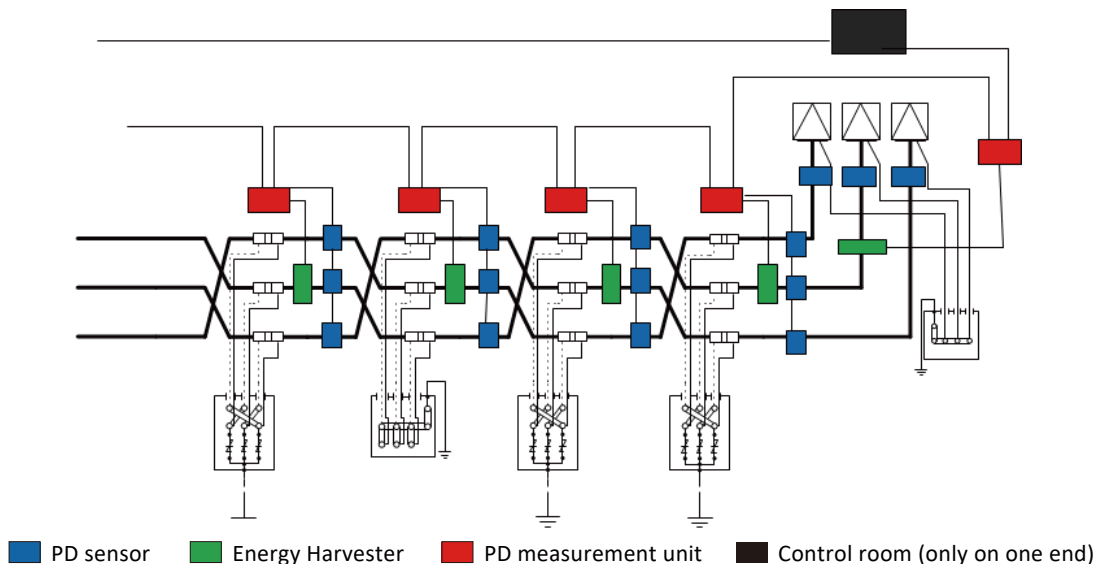 PD sensor Energy Harvester PD measurement unit Control room (only on one end)